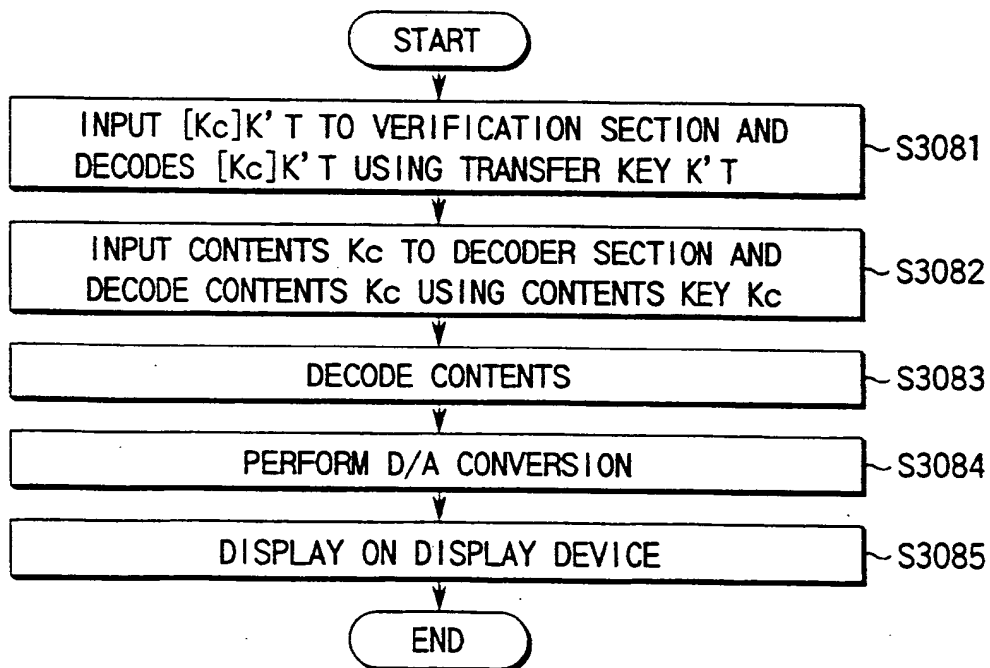 START
INPUT [Kc]K'T TO VERIFICATION SECTION AND
DECODES [Kc]K'T USING TRANSFER KEY K'T
S3081
INPUT CONTENTS Kc TO DECODER SECTION AND
DECODE CONTENTS Kc USING CONTENTS KEY Kc
S3082
DECODE CONTENTS
S3083
PERFORM D/A CONVERSION
S3084
DISPLAY ON DISPLAY DEVICE
S3085
END